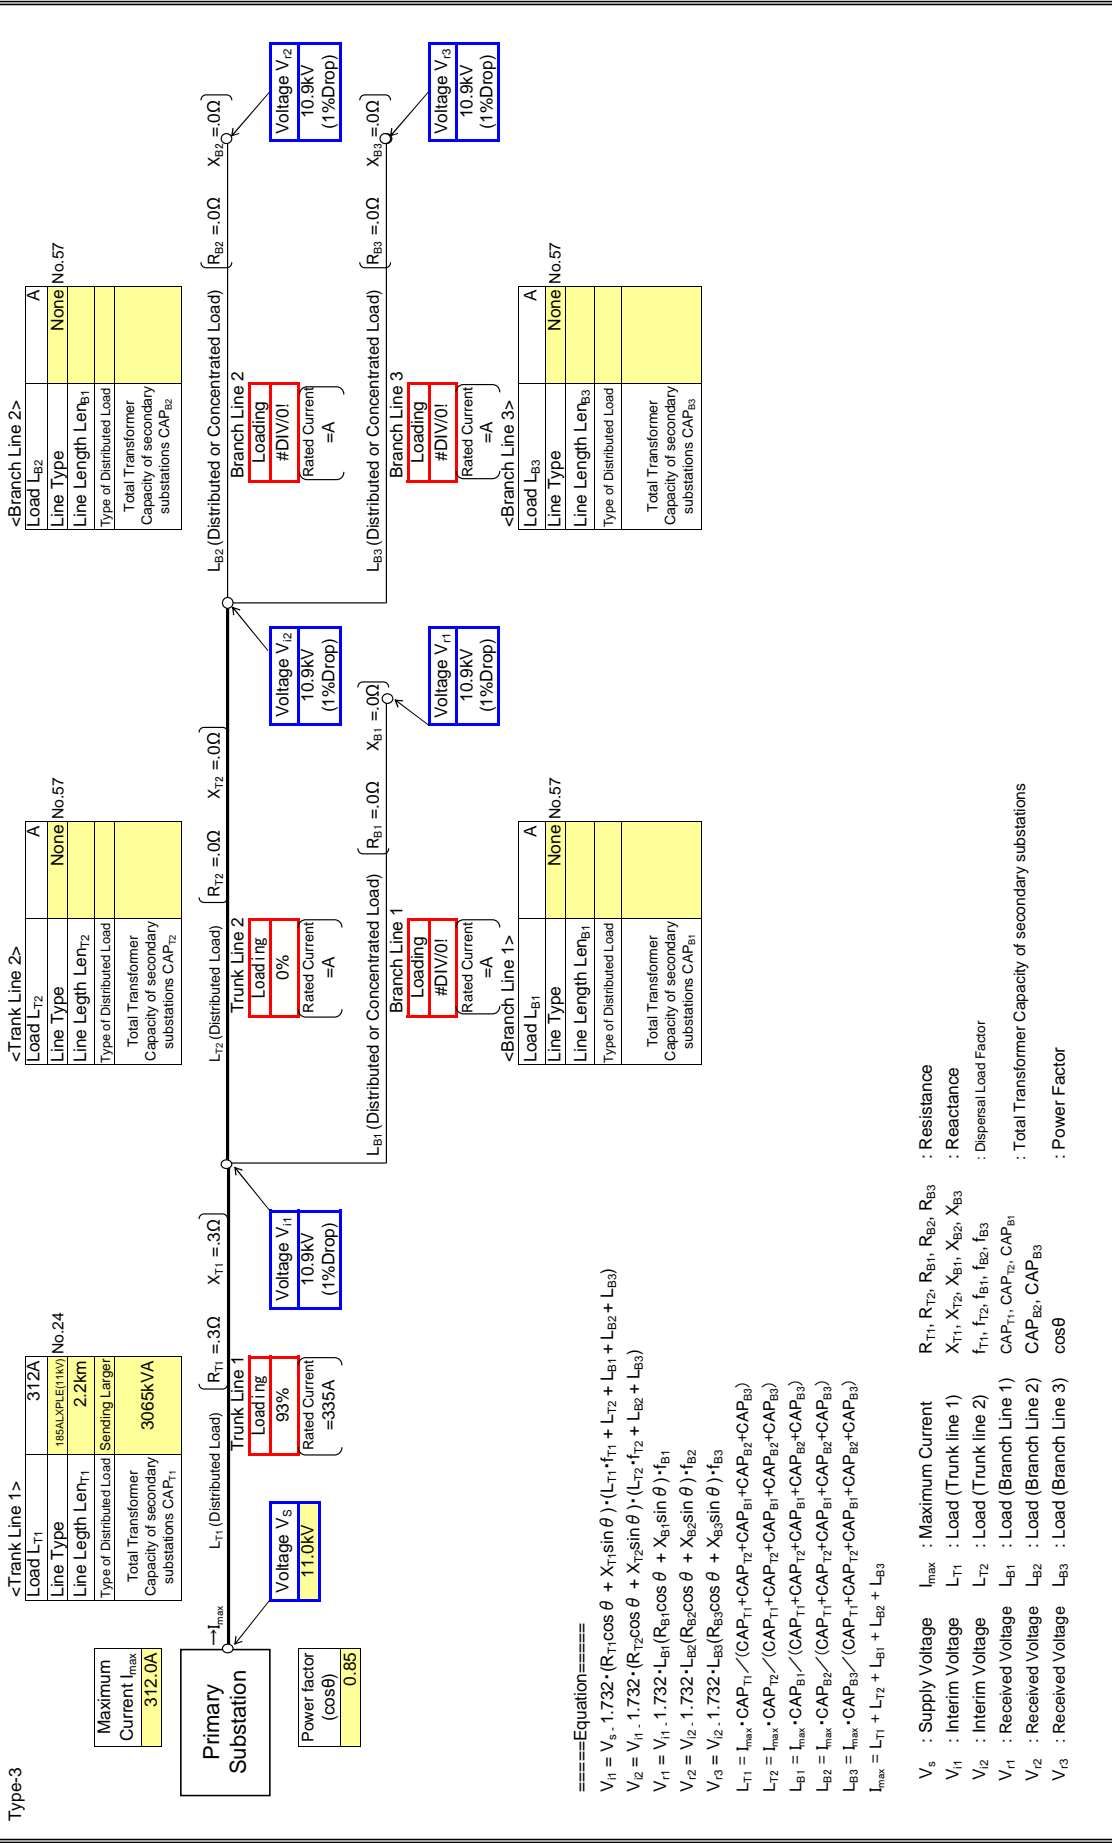 Type-3
Maximum
Current Imax
312.0A
Primary
Substation
Power factor
(cosθ)
0.85
→Imax
Voltage VS
11.0kV
<Trank Line 1>
Load LT1 312A
Line Type 185ALXPLE(11kV) No.24
Line Legth LenT1 2.2km
Type of Distributed Load Sending Larger
Total Transformer
Capacity of secondary
substations CAPT1
3065kVA
LT1 (Distributed Load) RT1 =.3Ω XT1 =.3Ω
Trunk Line 1
Loading
93%
Rated Current
=335A
Voltage Vi1
10.9kV
(1%Drop)
<Trank Line 2>
Load LT2 A
Line Type None No.57
Line Length LenT2
Type of Distributed Load
Total Transformer
Capacity of secondary
substations CAPT2
LT2 (Distributed Load) RT2 =.0Ω XT2 =.0Ω
Trunk Line 2
Loading
0%
Rated Current
=A
Voltage Vi2
10.9kV
(1%Drop)
LB1 (Distributed or Concentrated Load) RB1 =.0Ω XB1 =.0Ω
Branch Line 1
Loading
#DIV/0!
Rated Current
=A
Voltage Vr1
10.9kV
(1%Drop)
<Branch Line 1>
Load LB1 A
Line Type None No.57
Line Length LenB1
Type of Distributed Load
Total Transformer
Capacity of secondary
substations CAPB1
<Branch Line 2>
Load LB2 A
Line Type None No.57
Line Length LenB1
Type of Distributed Load
Total Transformer
Capacity of secondary
substations CAPB2
LB2 (Distributed or Concentrated Load) RB2 =.0Ω XB2 =.0Ω
Branch Line 2
Loading
#DIV/0!
Rated Current
=A
Voltage Vr2
10.9kV
(1%Drop)
LB3 (Distributed or Concentrated Load) RB3 =.0Ω XB3 =.0Ω
Branch Line 3
Loading
#DIV/0!
Rated Current
=A
Voltage Vr3
10.9kV
(1%Drop)
<Branch Line 3>
Load LB3 A
Line Type None No.57
Line Length LenB3
Type of Distributed Load
Total Transformer
Capacity of secondary
substations CAPB3
=====Equation=====
Vi1 = Vs - 1.732•(RT1cos θ + XT1sin θ)•(LT1•fT1 + LT2 + LB1 + LB2 + LB3)
Vi2 = Vi1 - 1.732•(RT2cos θ + XT2sin θ)•(LT2•fT2 + LB2 + LB3)
Vr1 = Vi1 - 1.732•LB1(RB1cos θ + XB1sin θ)•fB1
Vr2 = Vi2 - 1.732•LB2(RB2cos θ + XB2sin θ)•fB2
Vr3 = Vi2 - 1.732•LB3(RB3cos θ + XB3sin θ)•fB3
LT1 = Imax•CAPT1／(CAPT1+CAPT2+CAPB1+CAPB2+CAPB3)
LT2 = Imax•CAPT2／(CAPT1+CAPT2+CAPB1+CAPB2+CAPB3)
LB1 = Imax•CAPB1／(CAPT1+CAPT2+CAPB1+CAPB2+CAPB3)
LB2 = Imax•CAPB2／(CAPT1+CAPT2+CAPB1+CAPB2+CAPB3)
LB3 = Imax•CAPB3／(CAPT1+CAPT2+CAPB1+CAPB2+CAPB3)
Imax = LT1 + LT2 + LB1 + LB2 + LB3
Vs : Supply Voltage Imax : Maximum Current RT1, RT2, RB1, RB2, RB3 : Resistance
Vi1 : Interim Voltage LT1 : Load (Trunk line 1) XT1, XT2, XB1, XB2, XB3 : Reactance
Vi2 : Interim Voltage LT2 : Load (Trunk line 2) fT1, fT2, fB1, fB2, fB3 : Dispersal Load Factor
Vr1 : Received Voltage LB1 : Load (Branch Line 1) CAPT1, CAPT2, CAPB1 : Total Transformer Capacity of secondary substations
Vr2 : Received Voltage LB2 : Load (Branch Line 2) CAPB2, CAPB3
Vr3 : Received Voltage LB3 : Load (Branch Line 3) cosθ : Power Factor